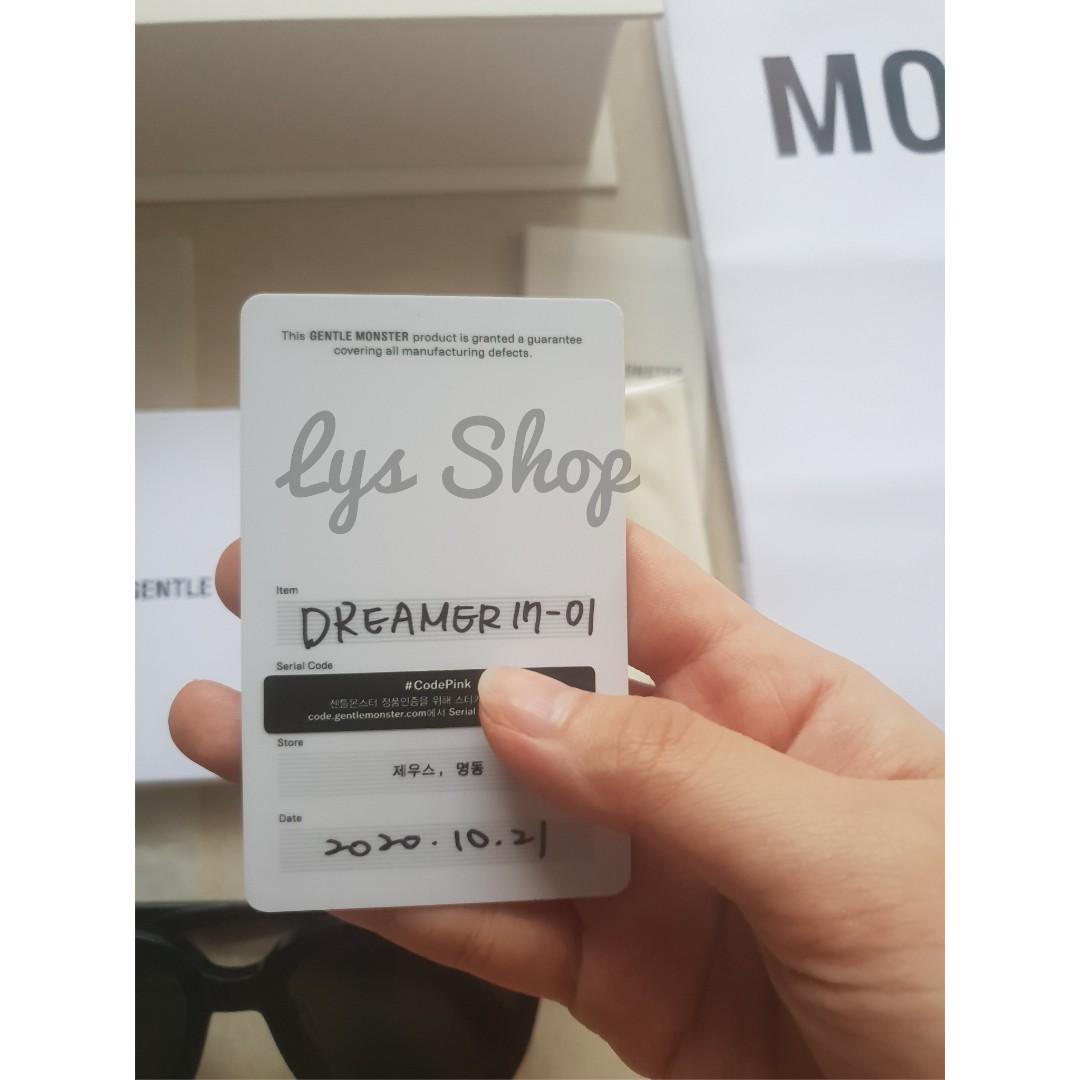 MO
This GENTLE MONSTER product is granted a guarantee
covering all manufacturing defects.
Lys Shop
GENTLE
Item
DREAMER 17-01
Serial Code
#CodePink
젠틀몬스터 정품인증을 위해
code.gentlemonster.com에서 Serial
Store
제우스, 명동
Date
2020.10.21